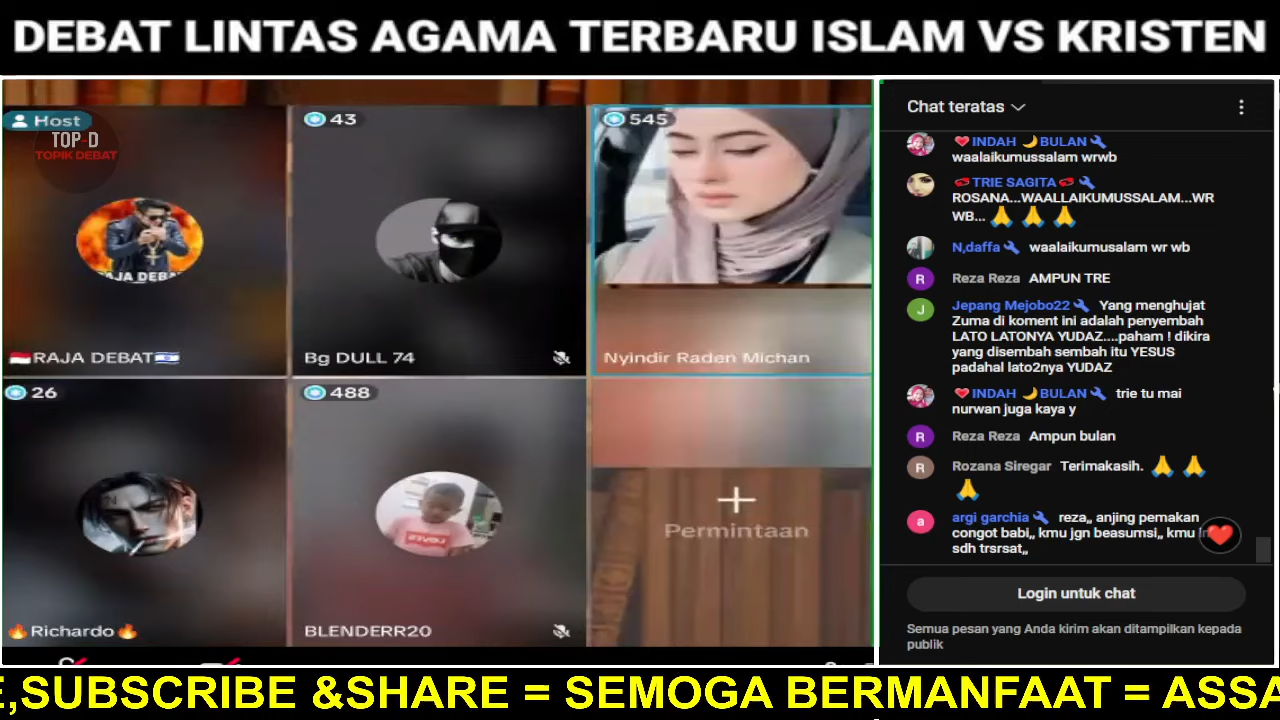 DEBAT LINTAS AGAMA TERBARU ISLAM VS KRISTEN
Host
TOP-D
TOPIK DEBAT
AJA DEBA
🇮🇩RAJA DEBAT🇮🇱
43
Bg DULL 74
545
Nyindir Raden Michan
26
🔥Richardo🔥
488
BLENDERR20
+
Permintaan
Chat teratas
❤️INDAH 🌙BULAN🔧
waalaikumussalam wrwb
TRIE SAGITA 🔧
ROSANA...WAALLAIKUMUSSALAM...WR
WB... 🙏 🙏 🙏
N,daffa🔧 waalaikumusalam wr wb
R Reza Reza AMPUN TRE
J Jepang Mejobo22🔧 Yang menghujat
Zuma di koment ini adalah penyembah
LATO LATONYA YUDAZ....paham ! dikira
yang disembah sembah itu YESUS
padahal lato2nya YUDAZ
❤️INDAH 🌙BULAN🔧 trie tu mai
nurwan juga kaya y
R Reza Reza Ampun bulan
R Rozana Siregar Terimakasih. 🙏 🙏
🙏
a argi garchia 🔧 reza,, anjing pemakan
congot babi,, kmu jgn beasumsi,, kmu
sdh trsrsat,,
Login untuk chat
Semua pesan yang Anda kirim akan ditampilkan kepada
publik
E,SUBSCRIBE &SHARE = SEMOGA BERMANFAAT = ASSA